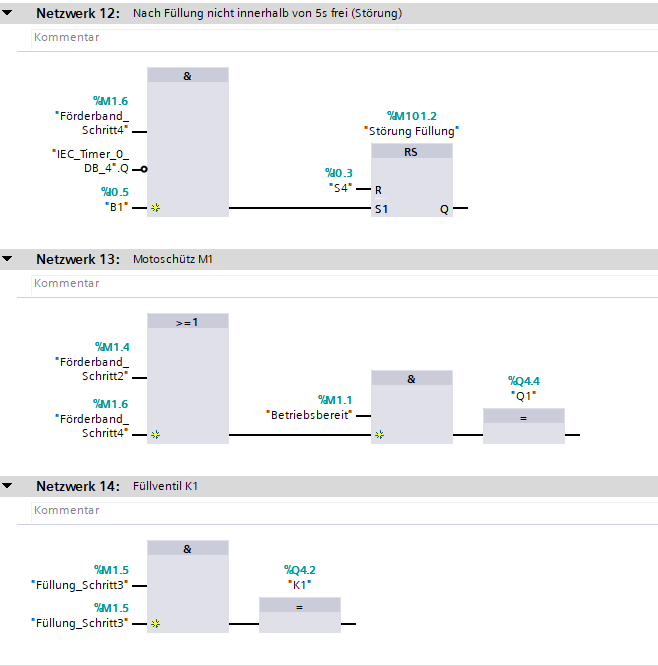 Netzwerk 12: Nach Füllung nicht innerhalb von 5s frei (Störung)
Kommentar
&
%M1.6
"Förderband_
Schritt4"
"IEC_Timer_0_
DB_4".Q
%I0.5
"B1"
%M101.2
"Störung Füllung"
RS
%I0.3
"S4"
R
S1 Q
Netzwerk 13: Motoschütz M1
Kommentar
>=1
%M1.4
"Förderband_
Schritt2"
%M1.6
"Förderband_
Schritt4"
&
%M1.1
"Betriebsbereit"
%Q4.4
"Q1"
=
Netzwerk 14: Füllventil K1
Kommentar
&
%M1.5
"Füllung_Schritt3"
%M1.5
"Füllung_Schritt3"
%Q4.2
"K1"
=